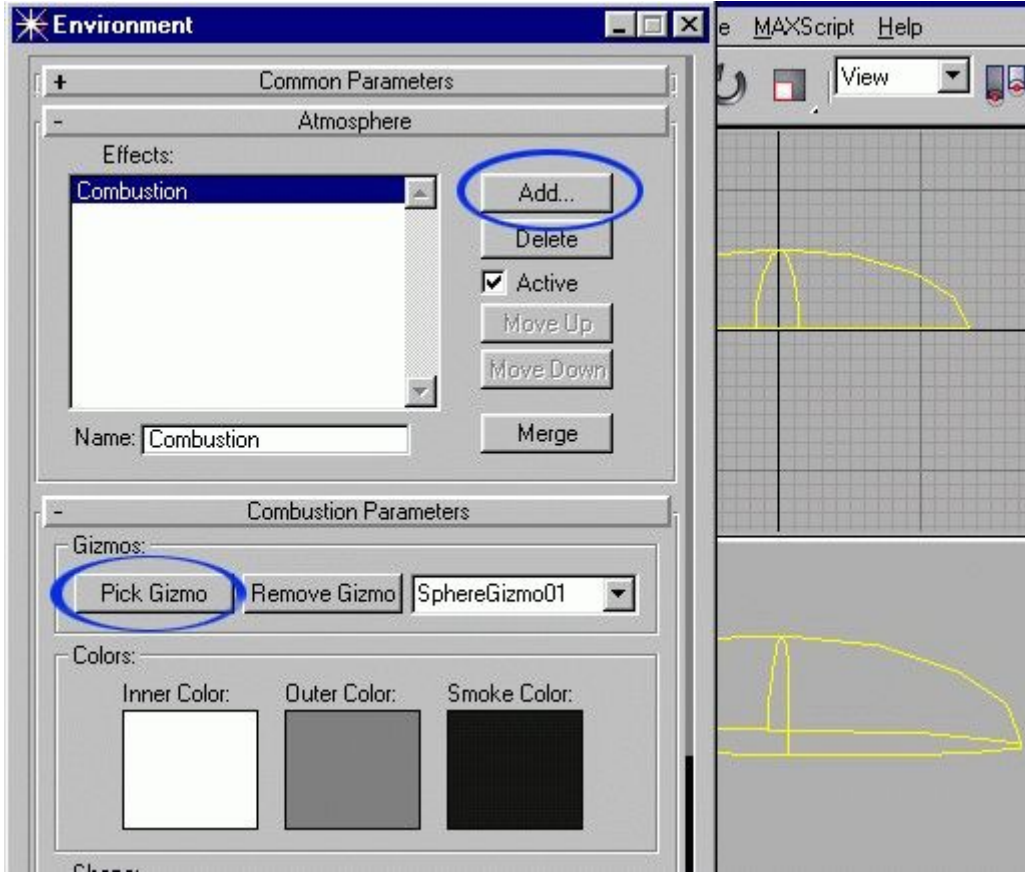 Environment
e MAXScript Help
+ Common Parameters
View
- Atmosphere
Effects:
Combustion
Add...
Delete
Active
Move Up
Move Down
Name: Combustion
Merge
- Combustion Parameters
Gizmos:
Pick Gizmo Remove Gizmo SphereGizmo01
Colors:
Inner Color: Outer Color: Smoke Color: